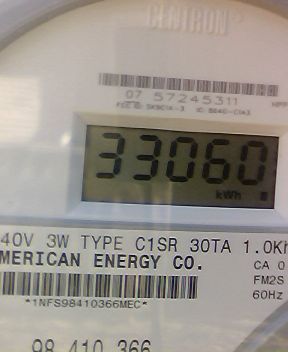 CENTRON®
07 57245311
33060
kWh
40V 3W TYPE C1SR 30TA 1.0Kh
MERICAN ENERGY CO.
CA 0
FM2S
60Hz
*1NFS98410366MEC*
98 410 366